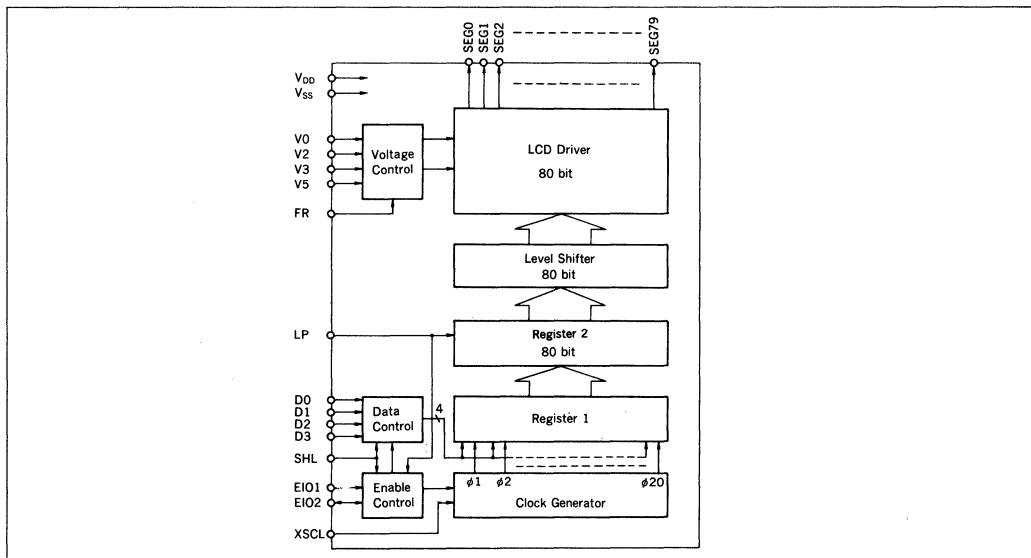 SEG0
SEG1
SEG2
SEG79
VDD
VSS
V0
V2
V3
V5
FR
Voltage
Control
LCD Driver
80 bit
Level Shifter
80 bit
LP
Register 2
80 bit
D0
D1
D2
D3
Data
Control
4
Register 1
SHL
EIO1
EIO2
Enable
Control
φ1
φ2
φ20
Clock Generator
XSCL